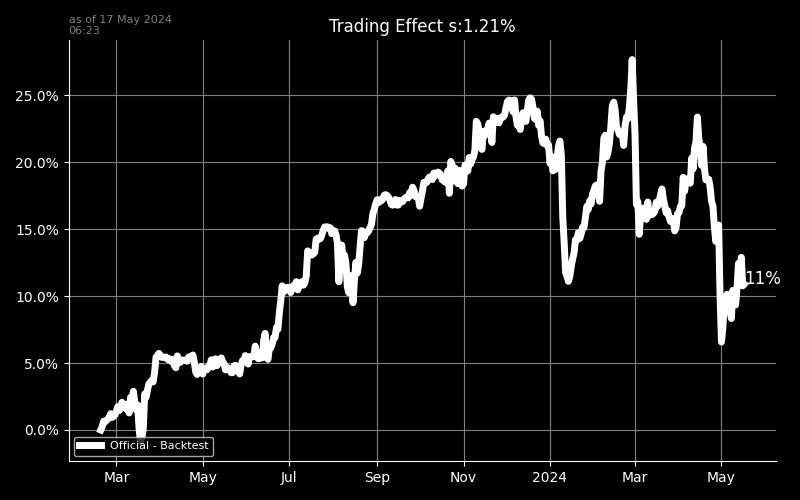 as of 17 May 2024
06:23
Trading Effect s:1.21%
25.0%
20.0%
15.0%
10.0%
5.0%
0.0%
11%
Official - Backtest
Mar May Jul Sep Nov 2024 Mar May